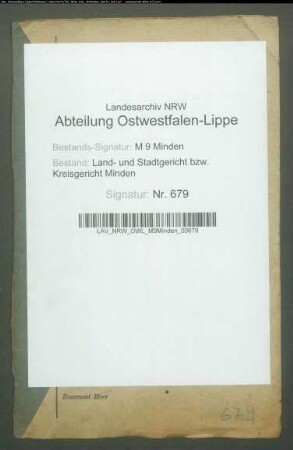 Landesarchiv NRW
Abteilung Ostwestfalen-Lippe
Bestands-Signatur: M 9 Minden
Bestand: Land- und Stadtgericht bzw.
Kreisgericht Minden
Signatur: Nr. 679
LAV_NRW_OWL_M9Minden_00679
679